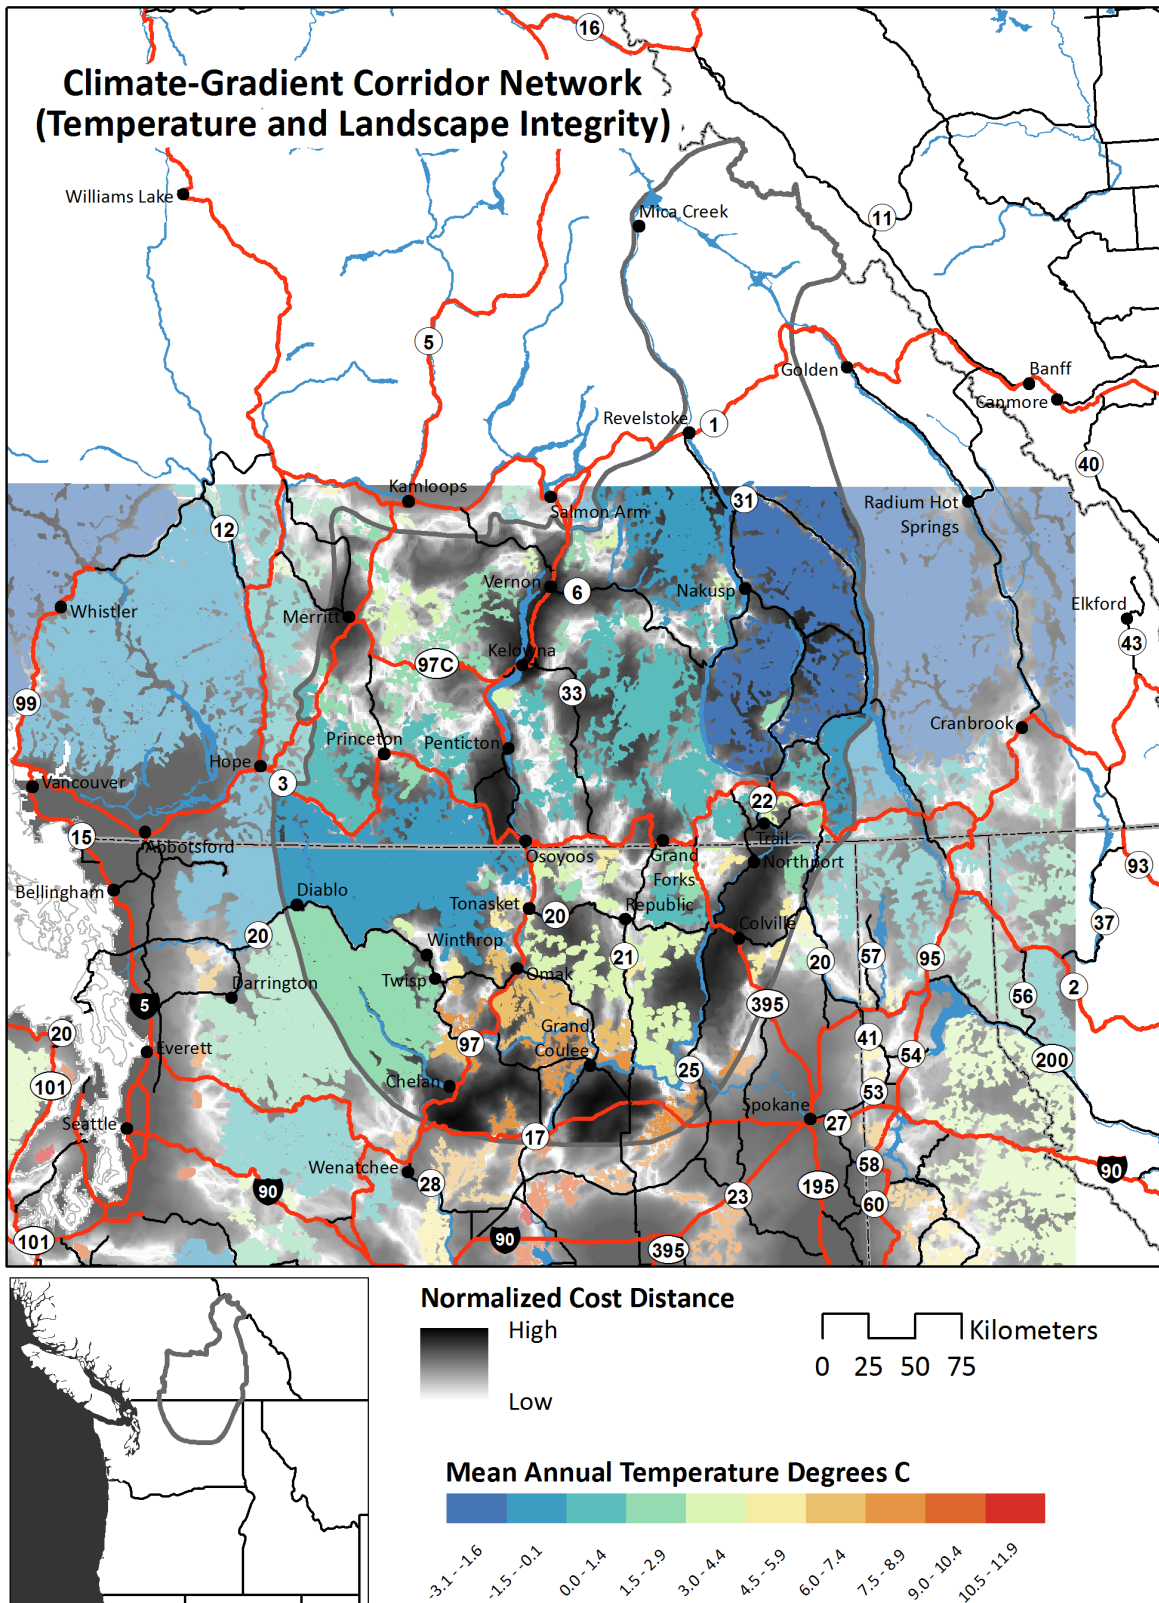 Climate-Gradient Corridor Network
(Temperature and Landscape Integrity)
16
Williams Lake
Mica Creek
11
5
Golden
Banff
Canmore
Revelstoke
1
40
Kamloops
Salmon Arm
31
Radium Hot
Springs
12
Vernon
6
Nakusp
Whistler
Merritt
Elkford
43
Kelowna
97C
33
99
Cranbrook
Princeton
Penticton
Hope
3
Vancouver
22
15
Abbotsford
Trail
Osoyoos
Grand
Forks
Northport
93
Bellingham
Diablo
Tonasket
20
Republic
37
20
Winthrop
Colville
21
20
57
95
Twisp
Omak
Darrington
56
2
5
395
20
97
Grand
Coulee
41
54
Everett
200
101
Chelan
25
53
Seattle
Spokane
27
17
Wenatchee
28
58
90
90
23
195
60
101
90
395
Normalized Cost Distance
High
Low
Kilometers
0 25 50 75
Mean Annual Temperature Degrees C
-3.1 - -1.6
-1.5 - -0.1
0.0 - 1.4
1.5 - 2.9
3.0 - 4.4
4.5 - 5.9
6.0 - 7.4
7.5 - 8.9
9.0 - 10.4
10.5 - 11.9